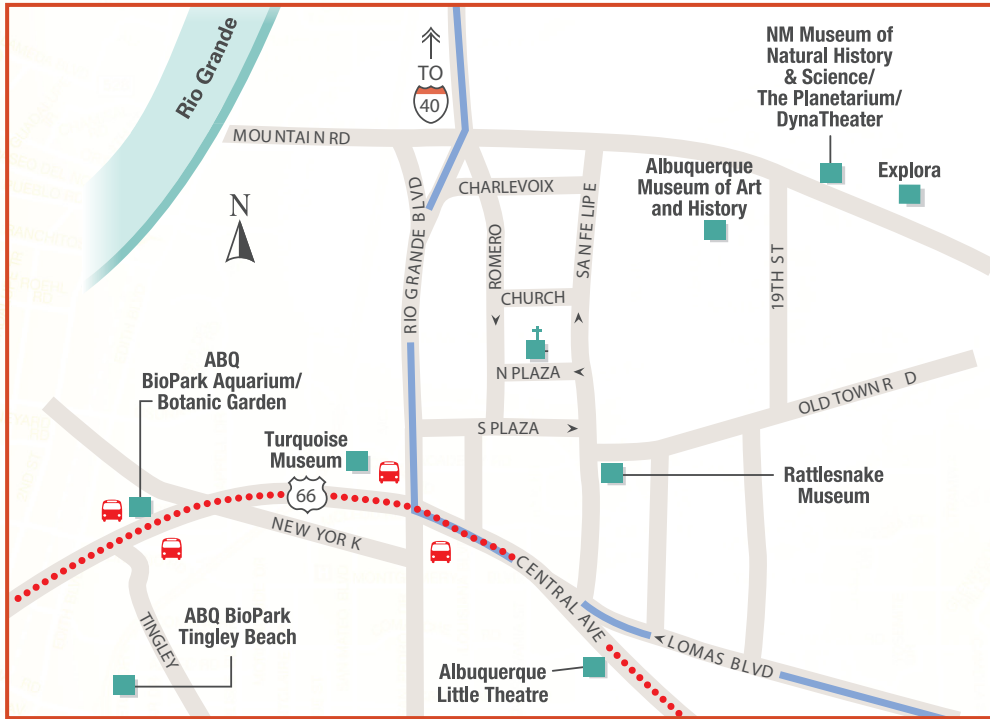 Rio Grande
TO
40
NM Museum of
Natural History
& Science/
The Planetarium/
DynaTheater
MOUNTAIN RD
Explora
Albuquerque
Museum of Art
and History
CHARLEVOIX
N
RIO GRANDE BLVD
ROMERO
SAN FELIPE
19TH ST
CHURCH
N PLAZA
ABQ
BioPark Aquarium/
Botanic Garden
OLD TOWN R D
S PLAZA
Turquoise
Museum
Rattlesnake
Museum
66
NEW YORK
CENTRAL AVE
TINGLEY
ABQ BioPark
Tingley Beach
LOMAS BLVD
Albuquerque
Little Theatre